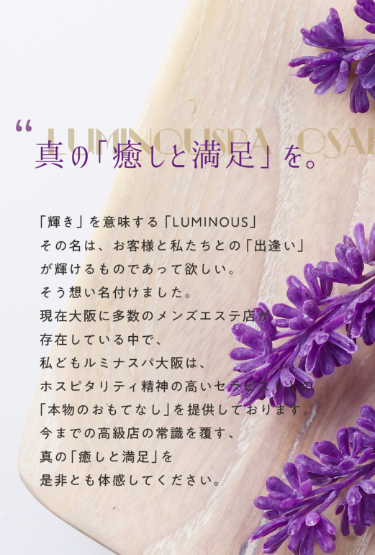 LUMINOUSPA OSA
“真の「癒しと満足」を。
「輝き」を意味する「LUMINOUS」
その名は、お客様と私たちとの「出逢い」
が輝けるものであって欲しい。
そう想い名付けました。
現在大阪に多数のメンズエステ店が
存在している中で、
私どもルミナスパ大阪は、
ホスピタリティ精神の高いセラピスト
「本物のおもてなし」を提供しております。
今までの高級店の常識を覆す、
真の「癒しと満足」を
是非とも体感してください。